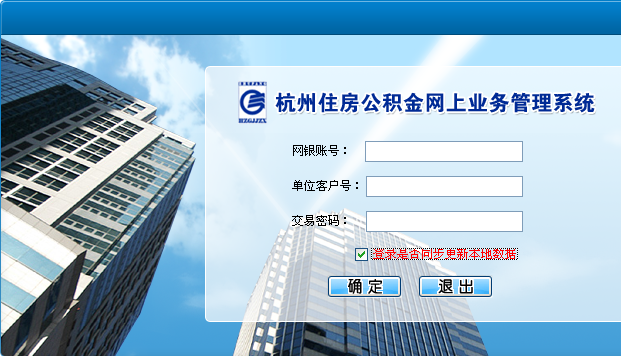 杭州住房公积金网上业务管理系统
HZGJJZX
网银账号：
单位客户号：
交易密码：
登录是否同步更新本地数据
确 定
退 出